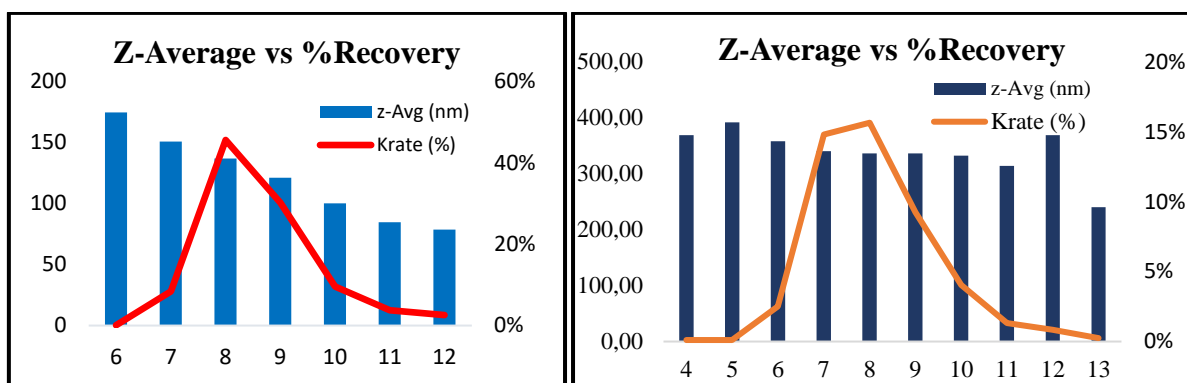 Z-Average vs %Recovery
200
150
100
50
0
60%
40%
20%
0%
z-Avg (nm)
Krate (%)
6 7 8 9 10 11 12
Z-Average vs %Recovery
500,00
400,00
300,00
200,00
100,00
0,00
20%
15%
10%
5%
0%
z-Avg (nm)
Krate (%)
4 5 6 7 8 9 10 11 12 13